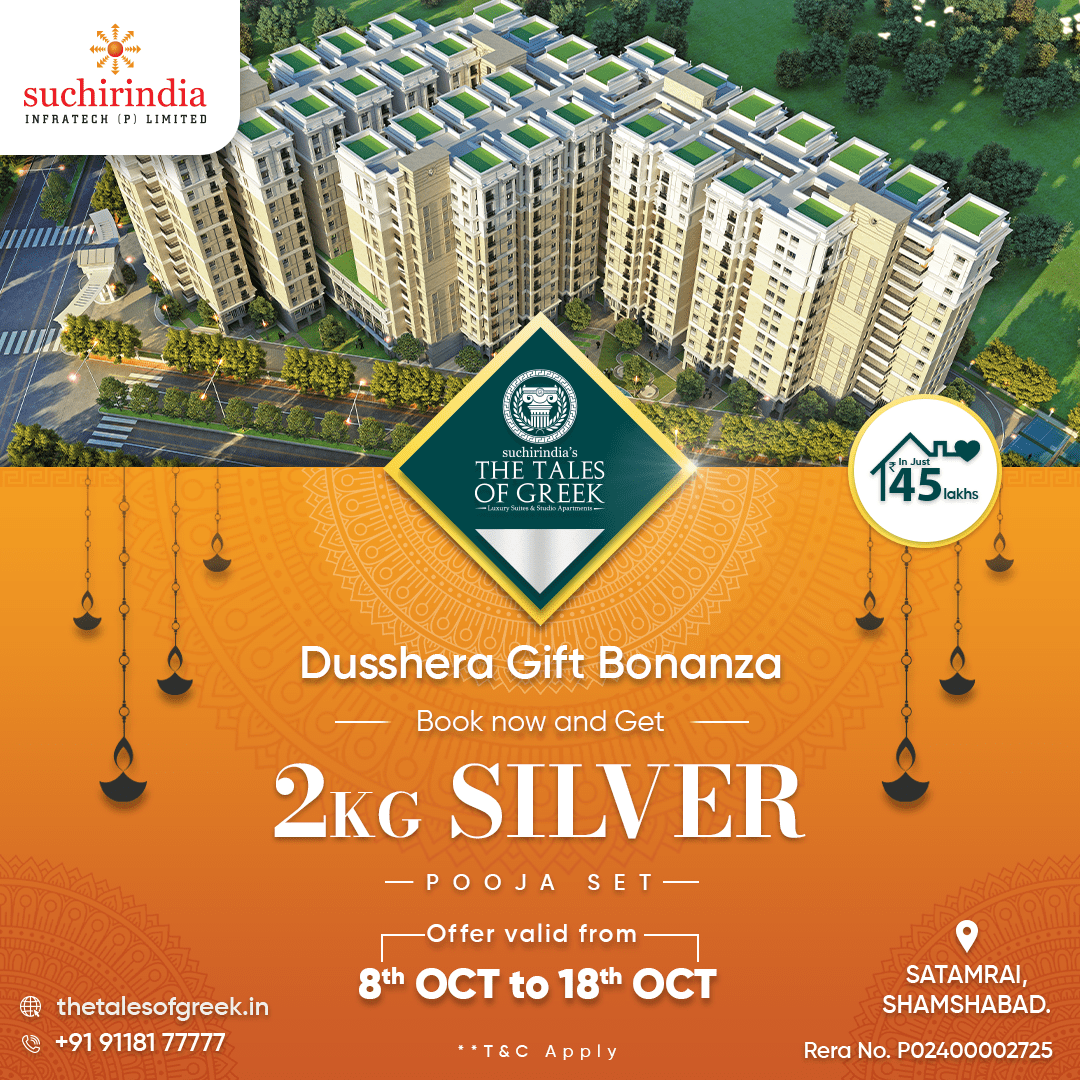 suchirindia
INFRATECH (P) LIMITED
suchirindia's
THE TALES
OF GREEK
Luxury Suites & Studio Apartments
In Just
₹45 lakhs
Dusshera Gift Bonanza
Book now and Get
2KG SILVER
POOJA SET
Offer valid from
8th OCT to 18th OCT
**T&C Apply
thetalesofgreek.in
+91 91181 77777
SATAMRAI,
SHAMSHABAD.
Rera No. P02400002725